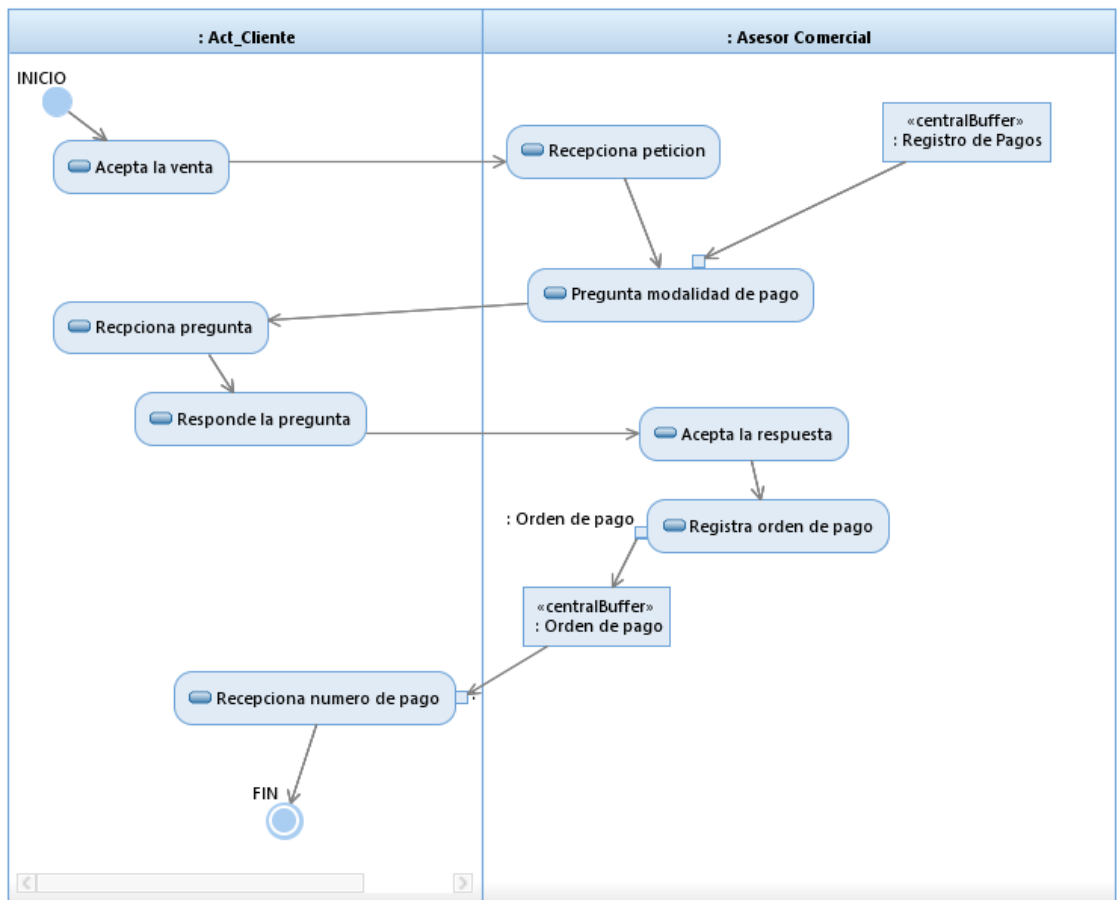 : Act_Cliente
: Asesor Comercial
INICIO
Acepta la venta
Recepciona peticion
«centralBuffer»
: Registro de Pagos
Pregunta modalidad de pago
Recpciona pregunta
Responde la pregunta
Acepta la respuesta
: Orden de pago
Registra orden de pago
«centralBuffer»
: Orden de pago
Recepciona numero de pago
:
FIN